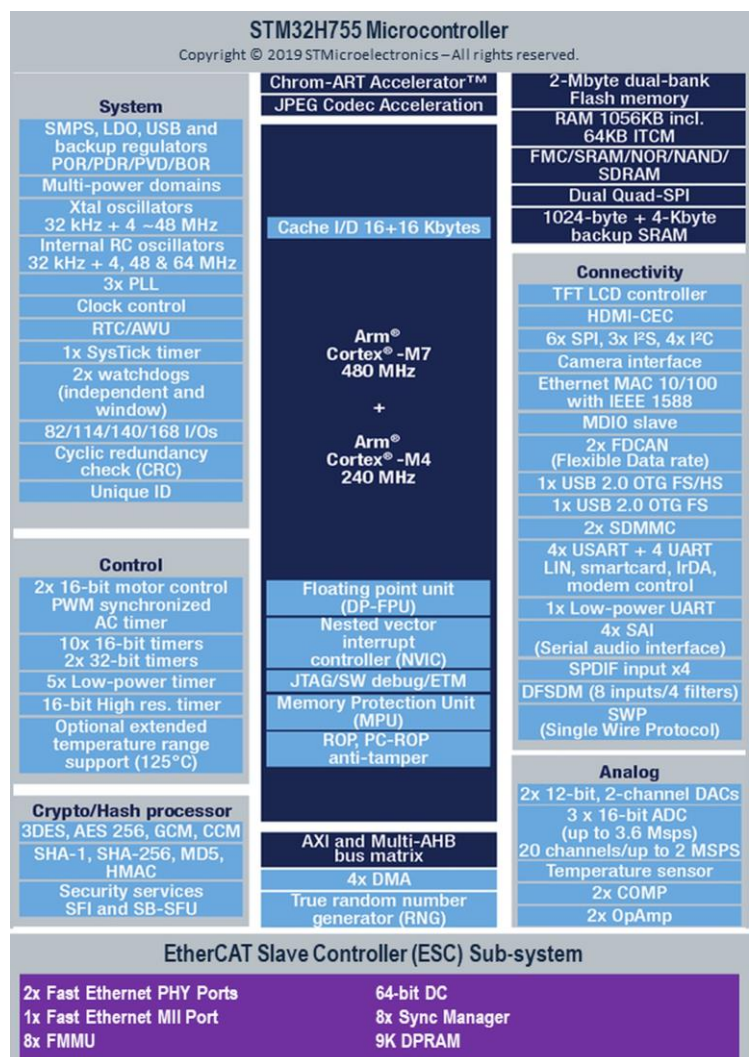 STM32H755 Microcontroller
Copyright © 2019 STMicroelectronics – All rights reserved.
System
SMPS, LDO, USB and
backup regulators
POR/PDR/PVD/BOR
Multi-power domains
Xtal oscillators
32 kHz + 4 ~48 MHz
Internal RC oscillators
32 kHz + 4, 48 & 64 MHz
3x PLL
Clock control
RTC/AWU
1x SysTick timer
2x watchdogs
(independent and
window)
82/114/140/168 I/Os
Cyclic redundancy
check (CRC)
Unique ID
Control
2x 16-bit motor control
PWM synchronized
AC timer
10x 16-bit timers
2x 32-bit timers
5x Low-power timer
16-bit High res. timer
Optional extended
temperature range
support (125°C)
Crypto/Hash processor
3DES, AES 256, GCM, CCM
SHA-1, SHA-256, MD5,
HMAC
Security services
SFI and SB-SFU
Chrom-ART Accelerator™
JPEG Codec Acceleration
Cache I/D 16+16 Kbytes
Arm®
Cortex® -M7
480 MHz
+
Arm®
Cortex® -M4
240 MHz
Floating point unit
(DP-FPU)
Nested vector
interrupt
controller (NVIC)
JTAG/SW debug/ETM
Memory Protection Unit
(MPU)
ROP, PC-ROP
anti-tamper
AXI and Multi-AHB
bus matrix
4x DMA
True random number
generator (RNG)
2-Mbyte dual-bank
Flash memory
RAM 1056KB incl.
64KB ITCM
FMC/SRAM/NOR/NAND/
SDRAM
Dual Quad-SPI
1024-byte + 4-Kbyte
backup SRAM
Connectivity
TFT LCD controller
HDMI-CEC
6x SPI, 3x I²S, 4x I²C
Camera interface
Ethernet MAC 10/100
with IEEE 1588
MDIO slave
2x FDCAN
(Flexible Data rate)
1x USB 2.0 OTG FS/HS
1x USB 2.0 OTG FS
2x SDMMC
4x USART + 4 UART
LIN, smartcard, IrDA,
modem control
1x Low-power UART
4x SAI
(Serial audio interface)
SPDIF input x4
DFSDM (8 inputs/4 filters)
SWP
(Single Wire Protocol)
Analog
2x 12-bit, 2-channel DACs
3 x 16-bit ADC
(up to 3.6 Msps)
20 channels/up to 2 MSPS
Temperature sensor
2x COMP
2x OpAmp
EtherCAT Slave Controller (ESC) Sub-system
2x Fast Ethernet PHY Ports
1x Fast Ethernet MII Port
8x FMMU
64-bit DC
8x Sync Manager
9K DPRAM